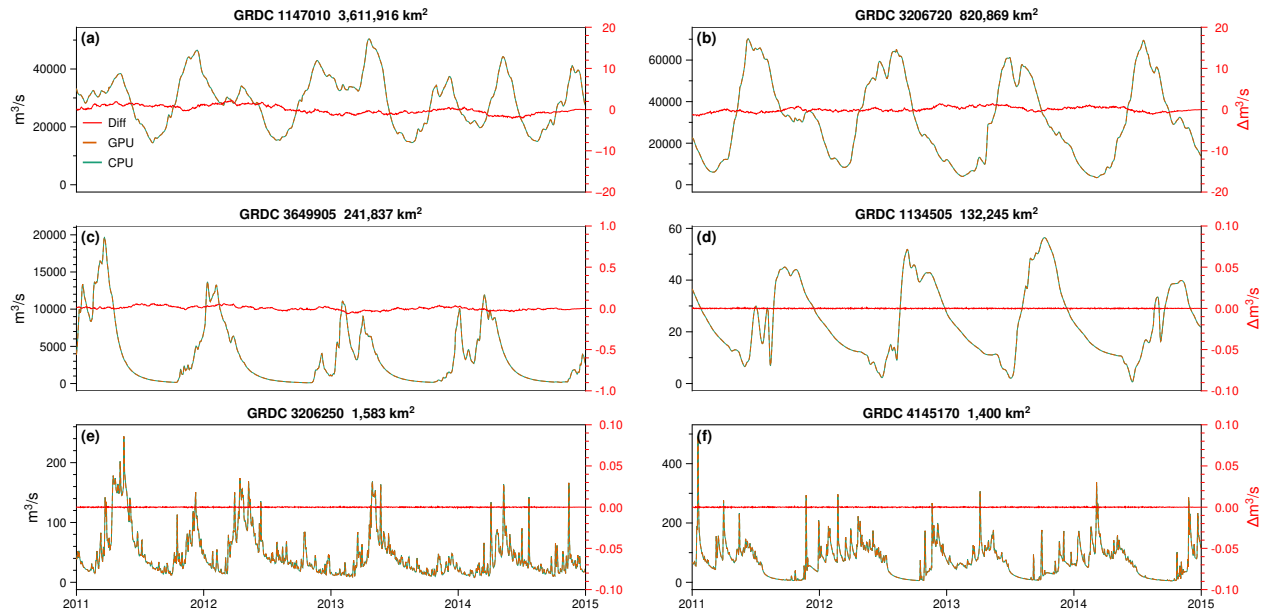 GRDC 1147010 3,611,916 km²
(a)
40000
20000
0
m³/s
Diff
GPU
CPU
20
10
0
−10
−20
GRDC 3206720 820,869 km²
(b)
60000
40000
20000
0
20
10
0
−10
−20
Δm³/s
GRDC 3649905 241,837 km²
(c)
20000
15000
10000
5000
0
m³/s
1.0
0.5
0.0
−0.5
−1.0
GRDC 1134505 132,245 km²
(d)
60
40
20
0
0.10
0.05
0.00
−0.05
−0.10
Δm³/s
GRDC 3206250 1,583 km²
(e)
200
100
0
m³/s
0.10
0.05
0.00
−0.05
−0.10
2011 2012 2013 2014 2015
GRDC 4145170 1,400 km²
(f)
400
200
0
0.10
0.05
0.00
−0.05
−0.10
Δm³/s
2011 2012 2013 2014 2015